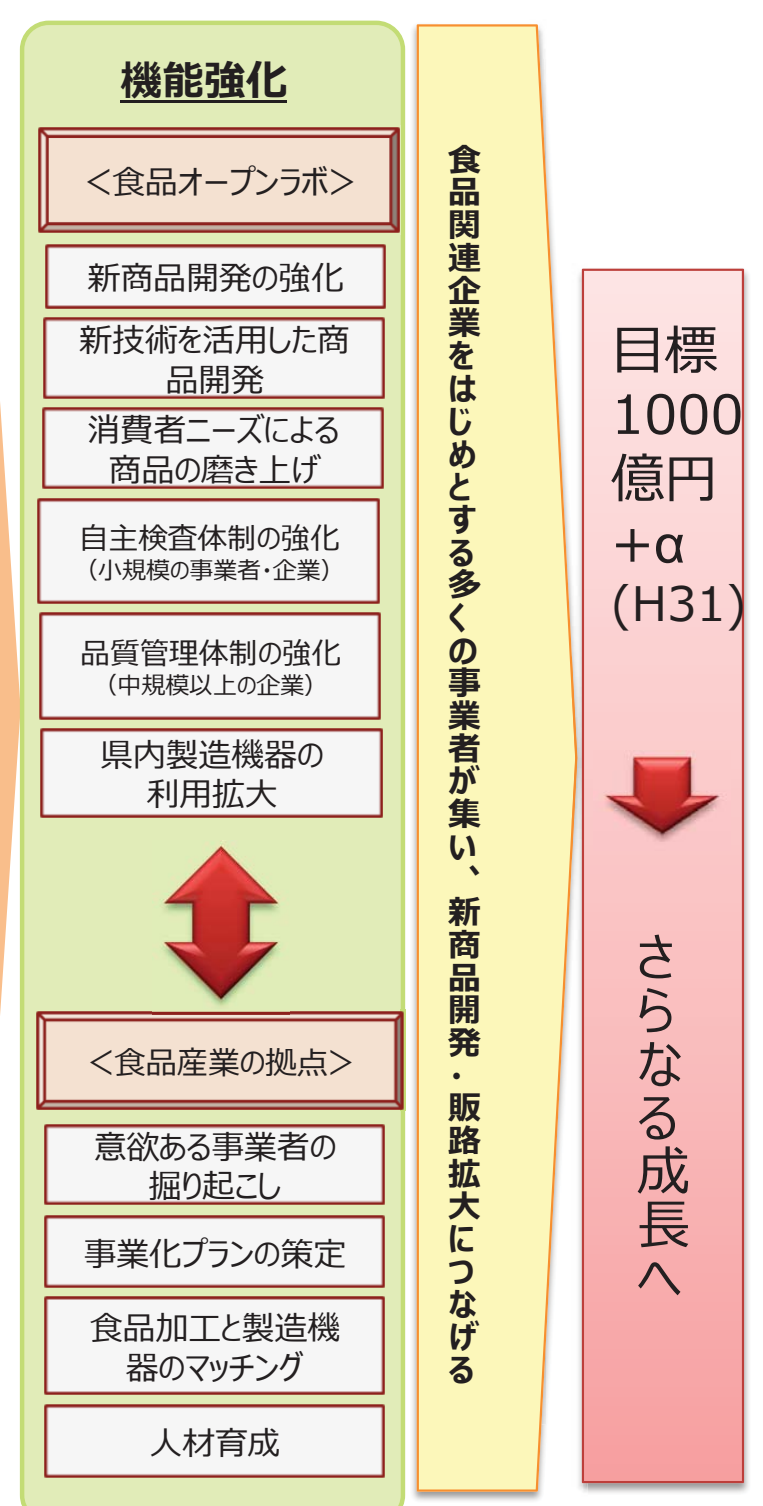 機能強化
＜食品オープンラボ＞
新商品開発の強化
新技術を活用した商
品開発
消費者ニーズによる
商品の磨き上げ
自主検査体制の強化
（小規模の事業者・企業）
品質管理体制の強化
（中規模以上の企業）
県内製造機器の
利用拡大
＜食品産業の拠点＞
意欲ある事業者の
掘り起こし
事業化プランの策定
食品加工と製造機
器のマッチング
人材育成
食品関連企業をはじめとする多くの事業者が集い、新商品開発・販路拡大につなげる
目標
1000
億円
＋α
(H31)
さらなる成長へ